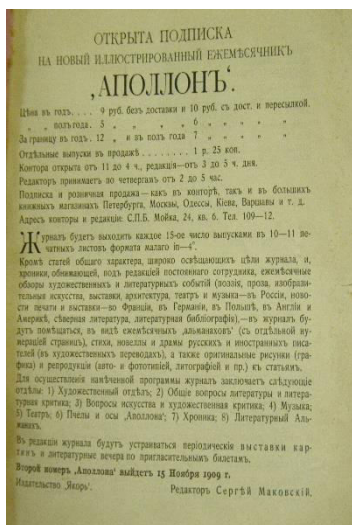 ОТКРЫТА ПОДПИСКА
НА НОВЫЙ ИЛЛЮСТРИРОВАННЫЙ ЕЖЕМѢСЯЧНИКЪ
‚АПОЛЛОНЪ‘.
Цѣна въ годъ.... 9 руб. безъ доставки и 10 руб. съ дост. и пересылкой.
„ „ полгода. 5 „ „ „ 6 „ „ „ „
За границу въ год. 12 „ и въ полъ года 7 „ „ „ „
Отдѣльные выпуски въ продажѣ......... 1 р. 25 коп.
Контора открыта отъ 11 до 4 ч., редакція—отъ 3 до 5 ч. дня.
Редакторъ принимаетъ по четвергамъ отъ 2 до 5 час.
Подписка и розничная продажа—какъ въ конторѣ, такъ и въ большихъ
книжныхъ магазинахъ Петербурга, Москвы, Одессы, Кіева, Варшавы и т. д.
Адресъ конторы и редакціи: С.П.Б. Мойка, 24, кв. 6. Тел. 109—12.
Журналъ будетъ выходить каждое 15-ое число выпусками въ 10—11 пе-
чатныхъ листовъ формата малаго in—4°.
Кромѣ статей общаго характера, широко освѣщающихъ цѣли журнала, и,
хроники, обнимающей, подъ редакціей постояннаго сотрудника, ежемѣсячные
обзоры художественныхъ и литературныхъ событій (поэзія, проза, изобрази-
тельныя искусства, выставки, архитектура, театръ и музыка—въ Россіи, ново-
сти печати и выставки—во Франціи, въ Германіи, въ Польшѣ, въ Англіи и
Америкѣ, сѣверная литература, литературная библіографія),—въ журналѣ бу-
дутъ помѣщаться, въ видѣ ежемѣсячныхъ ‚альманаховъ‘ (съ отдѣльной ну-
мераціей страницъ), стихи, новеллы и драмы русскихъ и иностранныхъ писа-
телей (въ художественныхъ переводахъ), а также оригинальные рисунки (гра-
фика) и репродукціи (авто- и фототипіей, литографіей и пр.) къ статьямъ.
Для осуществленія намѣченной программы журналъ заключаетъ слѣдующіе
отдѣлы: 1) Художественный отдѣлъ; 2) Общіе вопросы литературы и литера-
турная критика; 3) Вопросы искусства и художественная критика; 4) Музыка;
5) Театръ; 6) Пчелы и осы ‚Аполлона‘; 7) Хроника; 8) Литературный Аль-
манахъ.
Въ редакціи журнала будутъ устраиваться періодическія выставки кар-
тинъ и литературные вечера по пригласительнымъ билетамъ.
Второй номеръ ‚Аполлона‘ выйдетъ 15 Ноября 1909 г.
Издательство ‚Якорь‘. Редакторъ Сергѣй Маковскій.